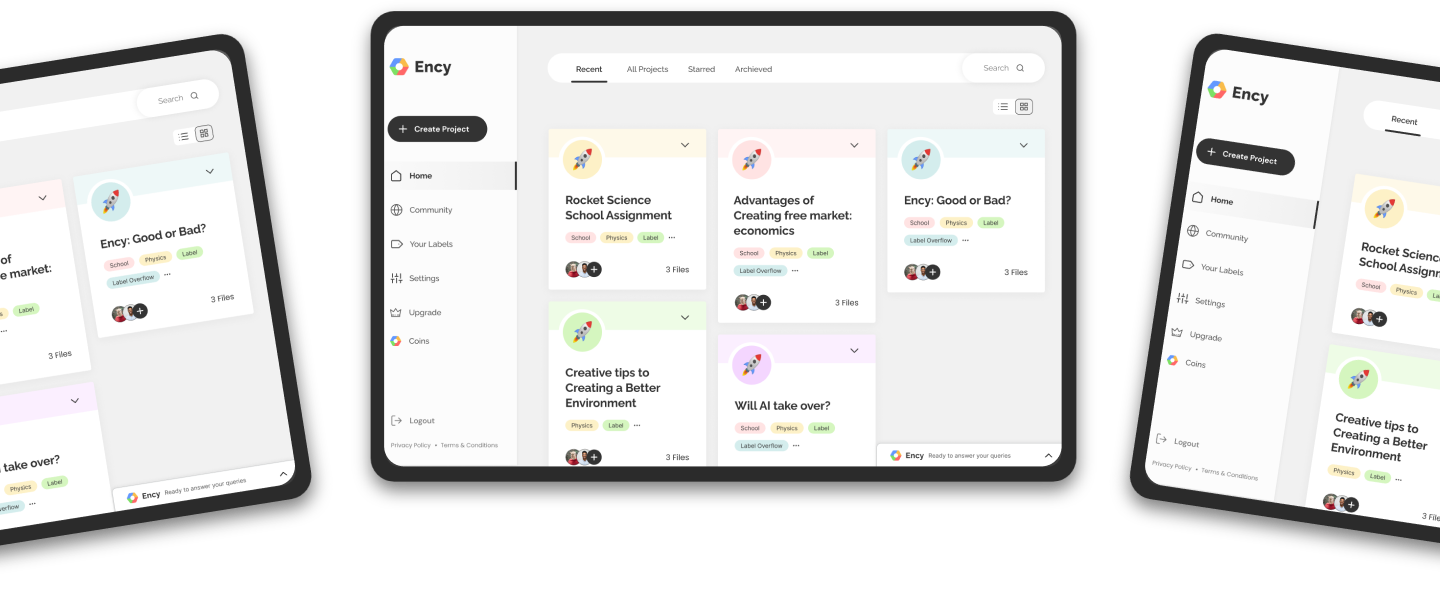 Search
of
e market:
Label
3 Files
Ency: Good or Bad?
School
Physics
Label
Label Overflow
3 Files
take over?
Physics
Label
Ency
Ready to answer your queries
Ency
Create Project
Home
Community
Your Labels
Settings
Upgrade
Coins
Logout
Privacy Policy • Terms & Conditions
Recent
All Projects
Starred
Archieved
Search
Rocket Science
School Assignment
School
Physics
Label
3 Files
Advantages of
Creating free market:
economics
School
Physics
Label
Label Overflow
3 Files
Ency: Good or Bad?
School
Physics
Label
Label Overflow
3 Files
Creative tips to
Creating a Better
Environment
Physics
Label
3 Files
Will AI take over?
School
Physics
Label
Label Overflow
Ency
Ready to answer your queries
Ency
Create Project
Home
Community
Your Labels
Settings
Upgrade
Coins
Logout
Privacy Policy • Terms & Conditions
Recent
Rocket Science
School Assignm
School
Physics
La
Creative tips to
Creating a Better
Environment
Physics
Label
3 File